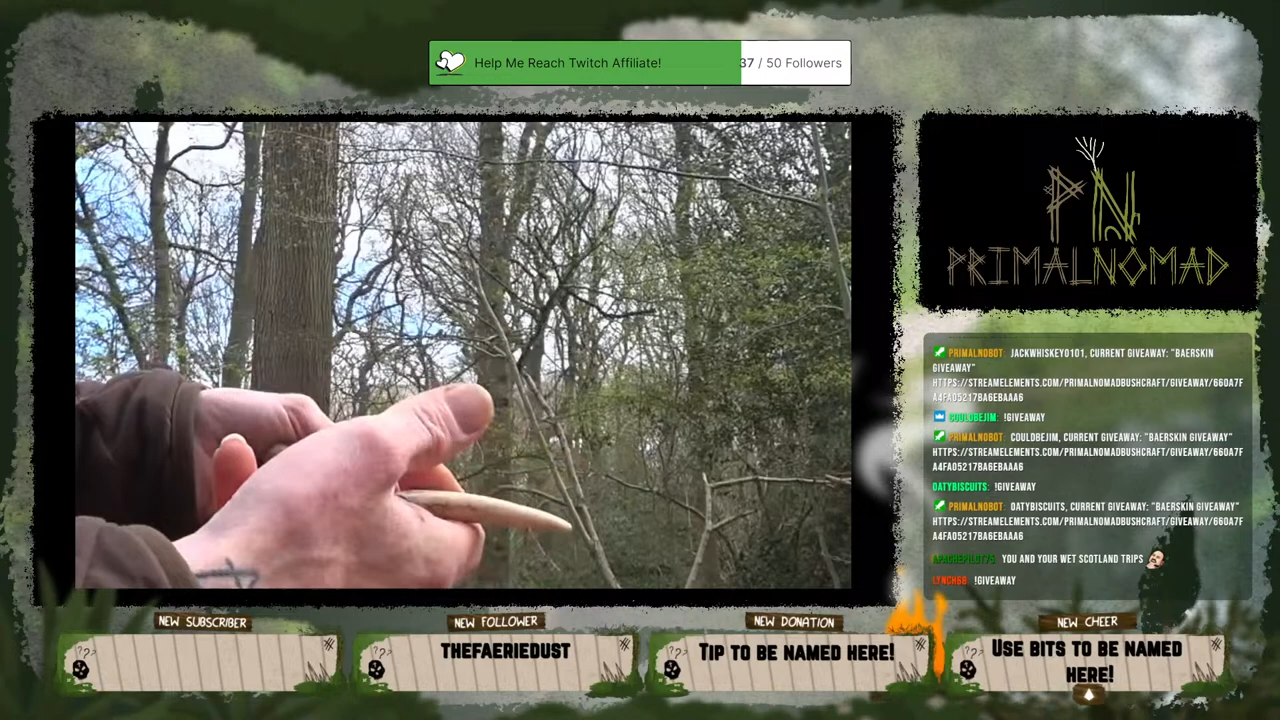 Help Me Reach Twitch Affiliate!
37 / 50 Followers
PN
PRIMALNOMAD
PRIMALNOBOT: JACKWHISKEY0101, CURRENT GIVEAWAY: "BAERSKIN
GIVEAWAY"
HTTPS://STREAMELEMENTS.COM/PRIMALNOMADBUSHCRAFT/GIVEAWAY/660A7F
A4FA05217BA6EBAAA6
COULDBEJIM: !GIVEAWAY
PRIMALNOBOT: COULDBEJIM, CURRENT GIVEAWAY: "BAERSKIN GIVEAWAY"
HTTPS://STREAMELEMENTS.COM/PRIMALNOMADBUSHCRAFT/GIVEAWAY/660A7F
A4FA05217BA6EBAAA6
OATYBISCUITS: !GIVEAWAY
PRIMALNOBOT: OATYBISCUITS, CURRENT GIVEAWAY: "BAERSKIN GIVEAWAY"
HTTPS://STREAMELEMENTS.COM/PRIMALNOMADBUSHCRAFT/GIVEAWAY/660A7F
A4FA05217BA6EBAAA6
APACHEPILOT75: YOU AND YOUR WET SCOTLAND TRIPS
!GIVEAWAY
NEW SUBSCRIBER
NEW FOLLOWER
THEFAERIEDUST
NEW DONATION
TIP TO BE NAMED HERE!
NEW CHEER
USE BITS TO BE NAMED
HERE!